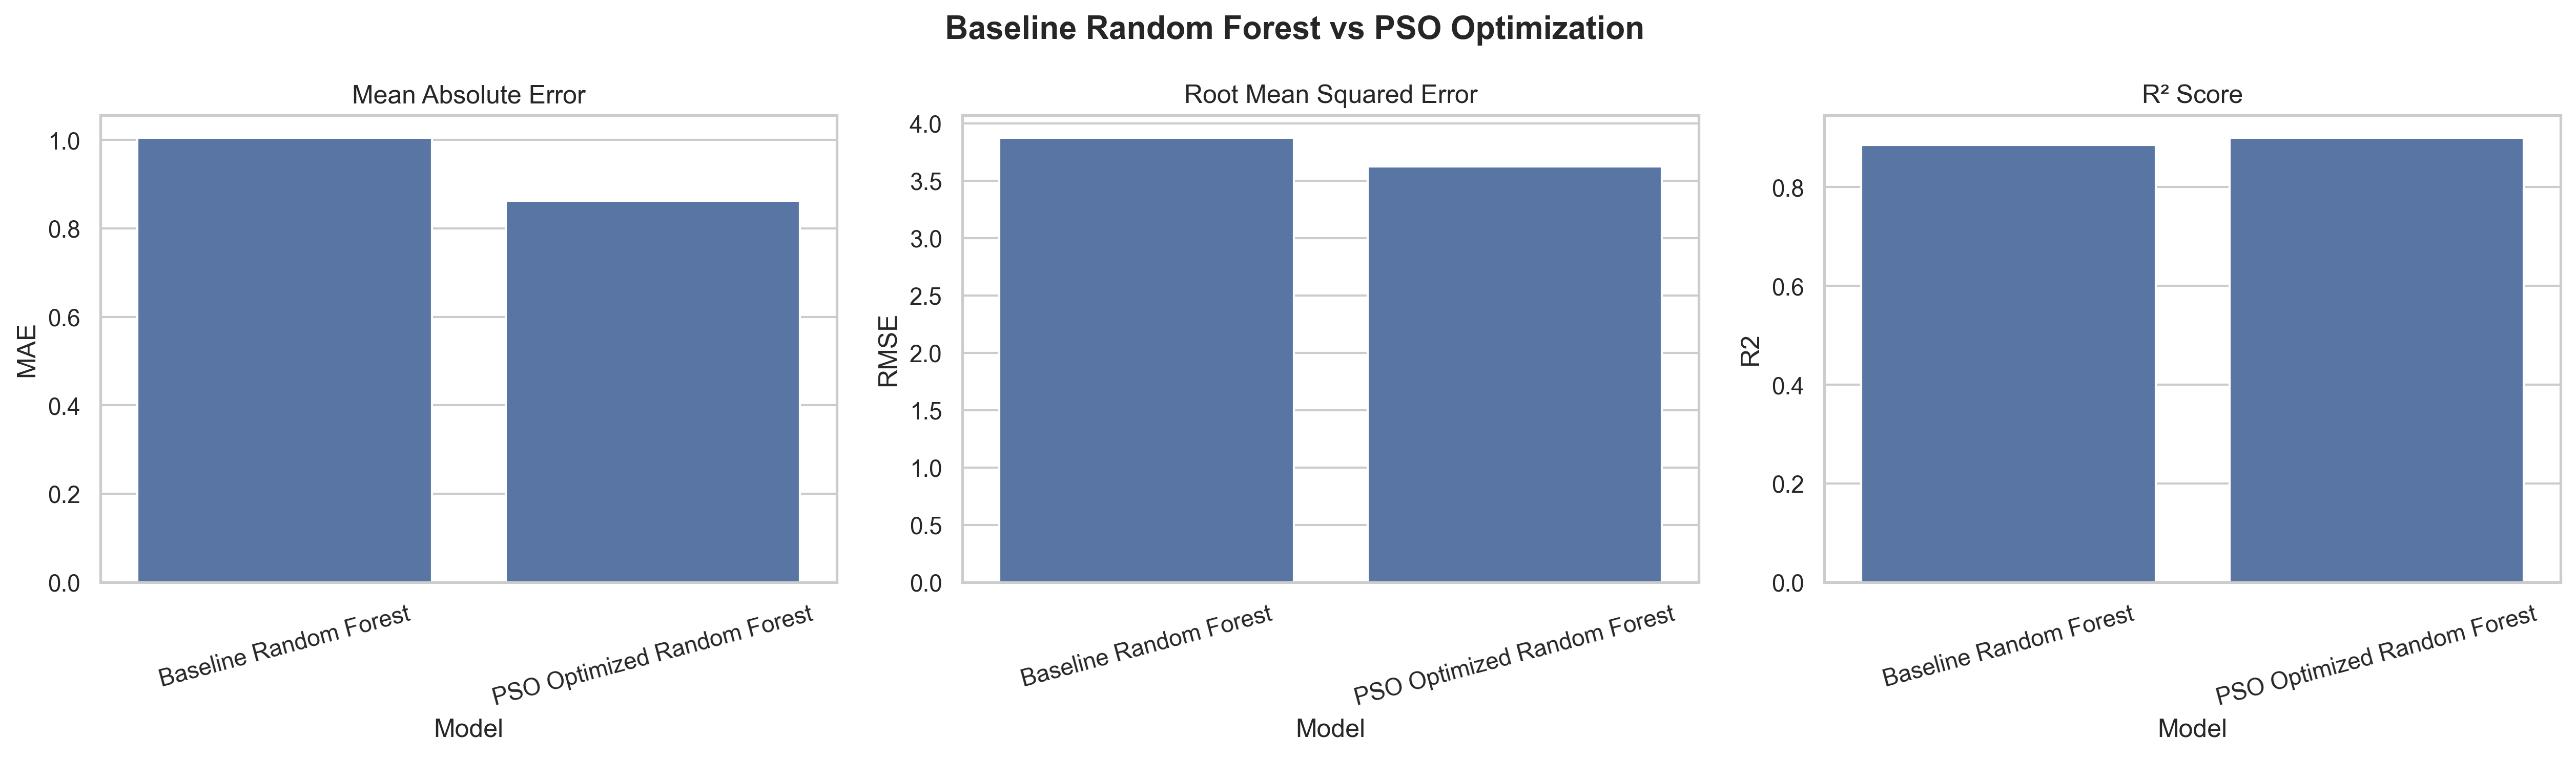 Baseline Random Forest vs PSO Optimization
Mean Absolute Error
1.0
0.8
0.6
0.4
0.2
0.0
MAE
Baseline Random Forest
PSO Optimized Random Forest
Model
Root Mean Squared Error
4.0
3.5
3.0
2.5
2.0
1.5
1.0
0.5
0.0
RMSE
Baseline Random Forest
PSO Optimized Random Forest
Model
R² Score
0.8
0.6
0.4
0.2
0.0
R2
Baseline Random Forest
PSO Optimized Random Forest
Model